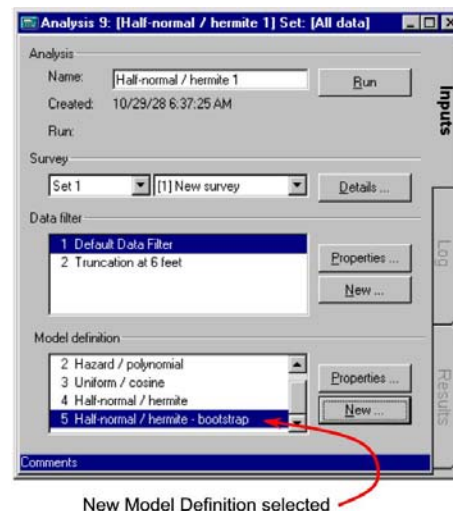 Analysis 9: [Half-normal / hermite 1] Set: [All data]
Analysis
Name: Half-normal / hermite 1 Run
Created: 10/29/28 6:37:25 AM
Run:
Survey
Set 1 [1] New survey Details ...
Data filter
1 Default Data Filter
2 Truncation at 6 feet
Properties ...
New ...
Model definition
2 Hazard / polynomial
3 Uniform / cosine
4 Half-normal / hermite
5 Half-normal / hermite - bootstrap
Properties ...
New ...
Comments
Inputs
Log
Results
New Model Definition selected